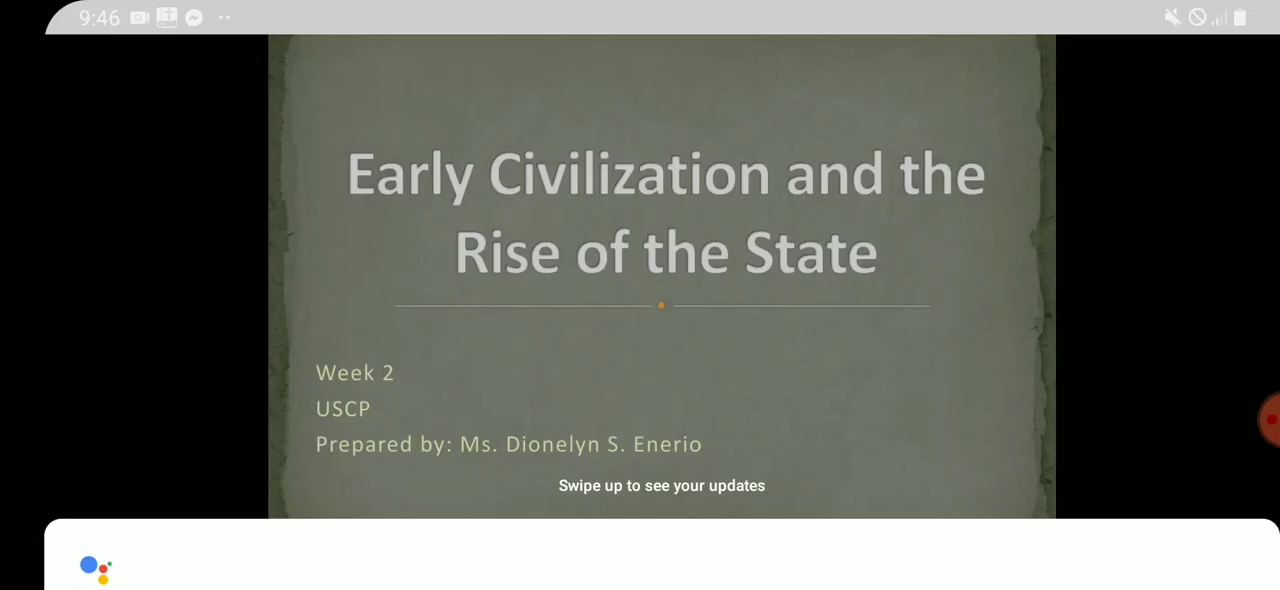 9:46
Early Civilization and the
Rise of the State
Week 2
USCP
Prepared by: Ms. Dionelyn S. Enerio
Swipe up to see your updates